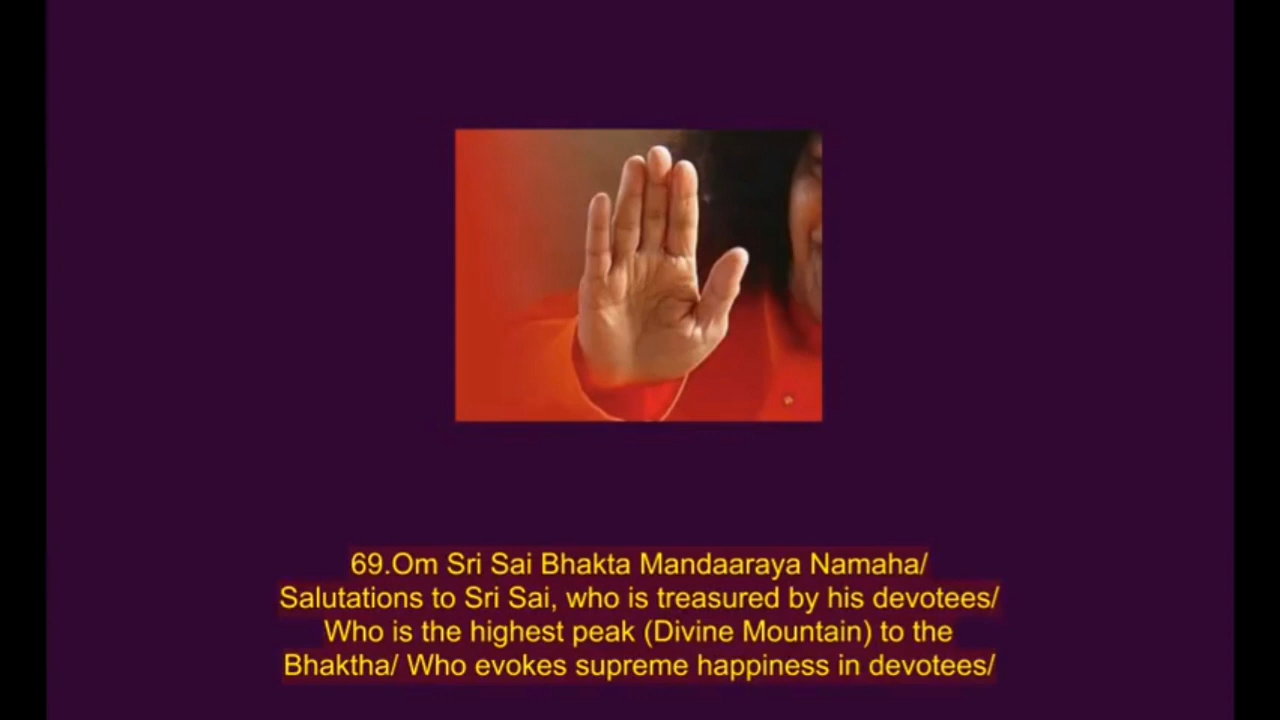 69.Om Sri Sai Bhakta Mandaaraya Namaha/
Salutations to Sri Sai, who is treasured by his devotees/
Who is the highest peak (Divine Mountain) to the
Bhaktha/ Who evokes supreme happiness in devotees/